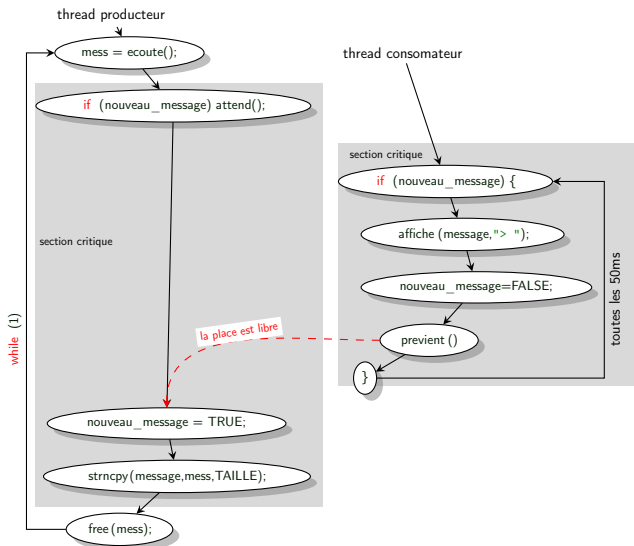 thread producteur
mess = ecoute();
if (nouveau_message) attend();
section critique
while (1)
la place est libre
nouveau_message = TRUE;
strncpy(message,mess,TAILLE);
free(mess);
thread consomateur
section critique
if (nouveau_message) {
affiche(message,"> ");
nouveau_message=FALSE;
previent()
}
toutes les 50ms